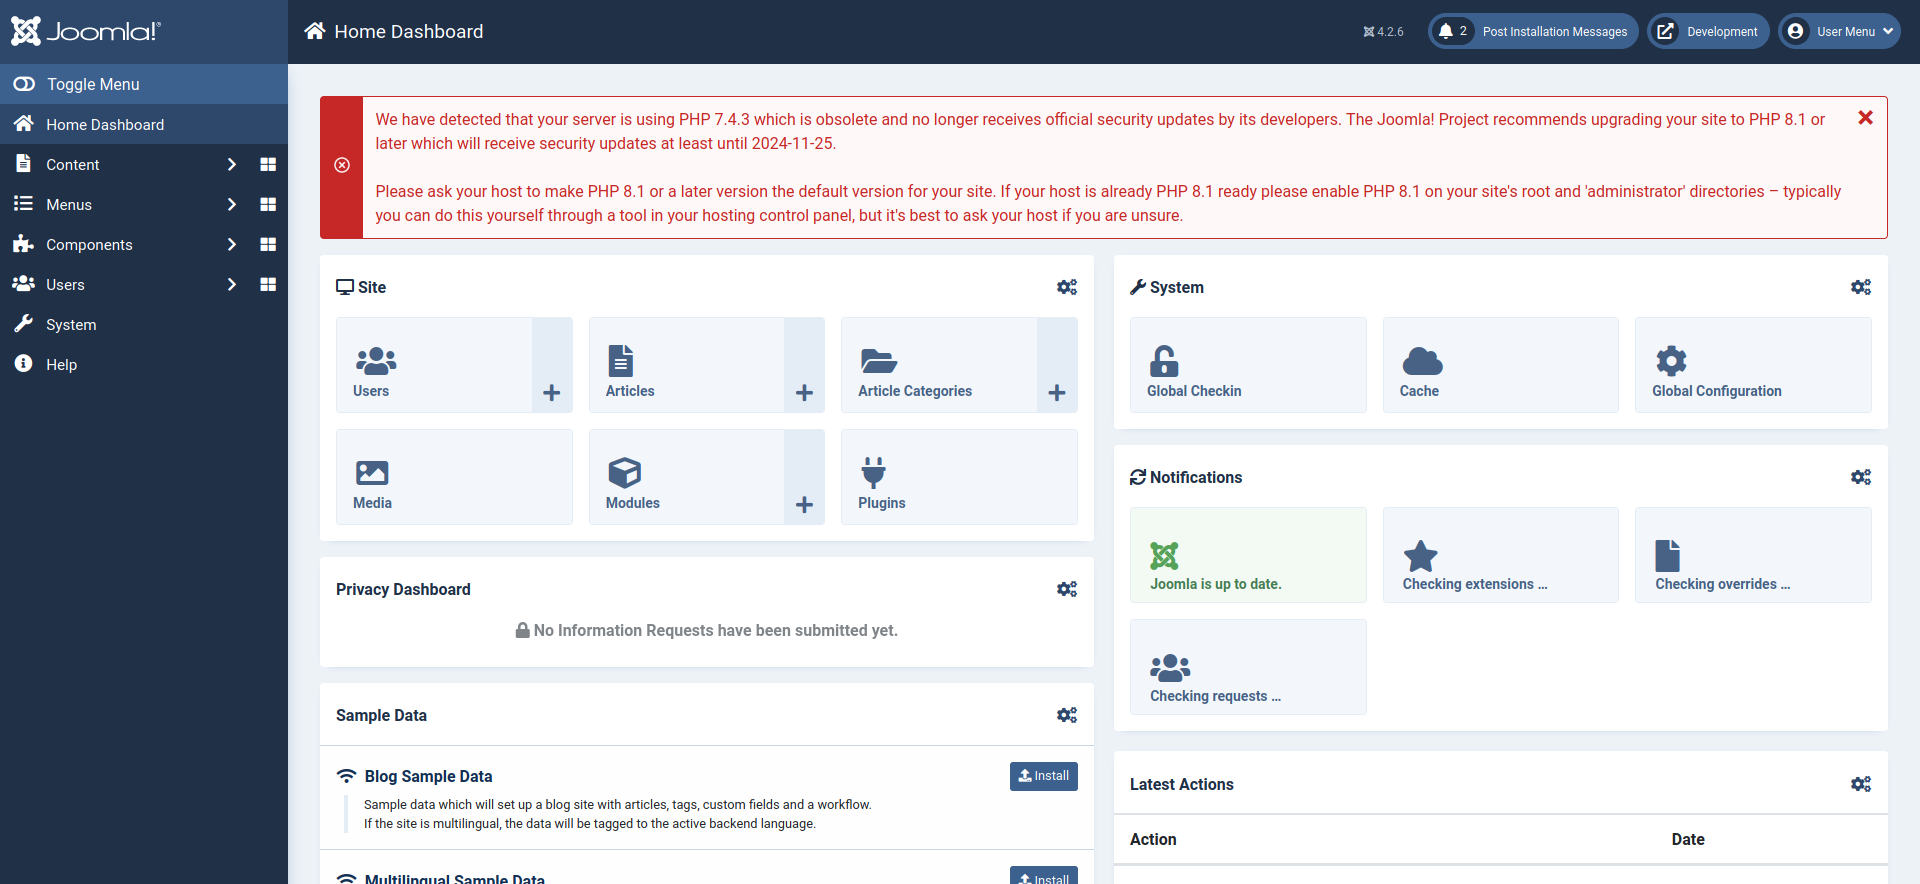 Joomla!
Home Dashboard
4.2.6
2
Post Installation Messages
Development
User Menu
Toggle Menu
Home Dashboard
Content
Menus
Components
Users
System
Help
We have detected that your server is using PHP 7.4.3 which is obsolete and no longer receives official security updates by its developers. The Joomla! Project recommends upgrading your site to PHP 8.1 or
later which will receive security updates at least until 2024-11-25.
Please ask your host to make PHP 8.1 or a later version the default version for your site. If your host is already PHP 8.1 ready please enable PHP 8.1 on your site's root and 'administrator' directories – typically
you can do this yourself through a tool in your hosting control panel, but it's best to ask your host if you are unsure.
Site
Users
Articles
Article Categories
Media
Modules
Plugins
Privacy Dashboard
No Information Requests have been submitted yet.
Sample Data
Blog Sample Data
Install
Sample data which will set up a blog site with articles, tags, custom fields and a workflow.
If the site is multilingual, the data will be tagged to the active backend language.
Multilingual Sample Data
Install
System
Global Checkin
Cache
Global Configuration
Notifications
Joomla is up to date.
Checking extensions ...
Checking overrides ...
Checking requests ...
Latest Actions
Action
Date